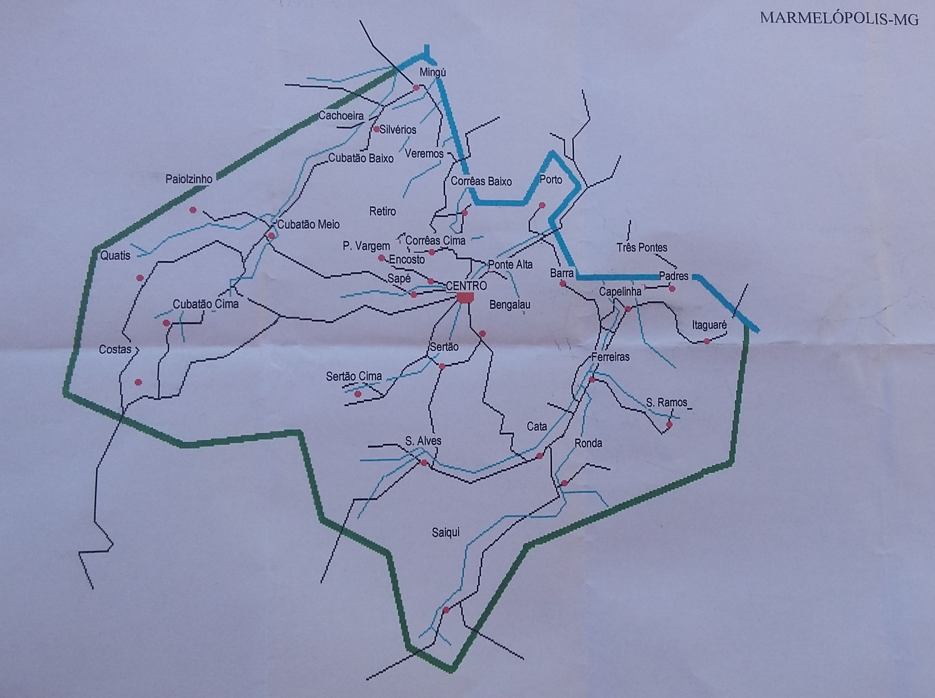 MARMELÓPOLIS-MG
Mingú
Cachoeira
Silvérios
Cubatão Baixo
Veremos
Paiolzinho
Corrêas Baixo
Porto
Retiro
Cubatão Meio
Quatis
P. Vargem
Corrêas Cima
Encosto
Três Pontes
Ponte Alta
Barra
Padres
Sapé
CENTRO
Capelinha
Cubatão Cima
Bengalau
Itaguaré
Costas
Sertão
Ferreiras
Sertão Cima
S. Ramos_
Cata
S. Alves
Ronda
Saiqui